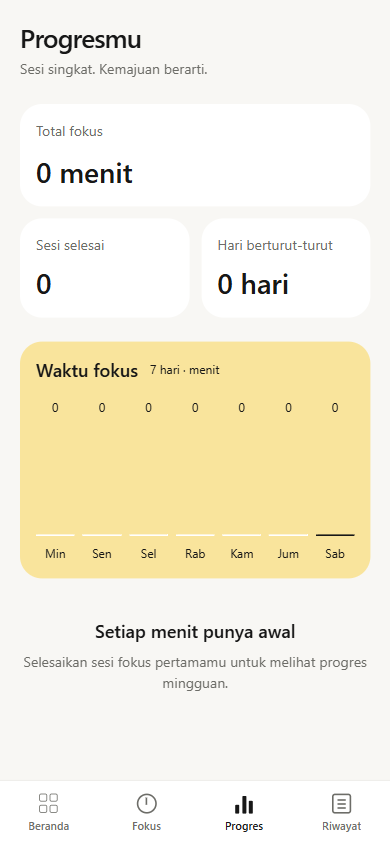 Progresmu
Sesi singkat. Kemajuan berarti.
Total fokus
0 menit
Sesi selesai
0
Hari berturut-turut
0 hari
Waktu fokus 7 hari · menit
0 0 0 0 0 0 0
Min Sen Sel Rab Kam Jum Sab
Setiap menit punya awal
Selesaikan sesi fokus pertamamu untuk melihat progres
mingguan.
Beranda Fokus Progres Riwayat